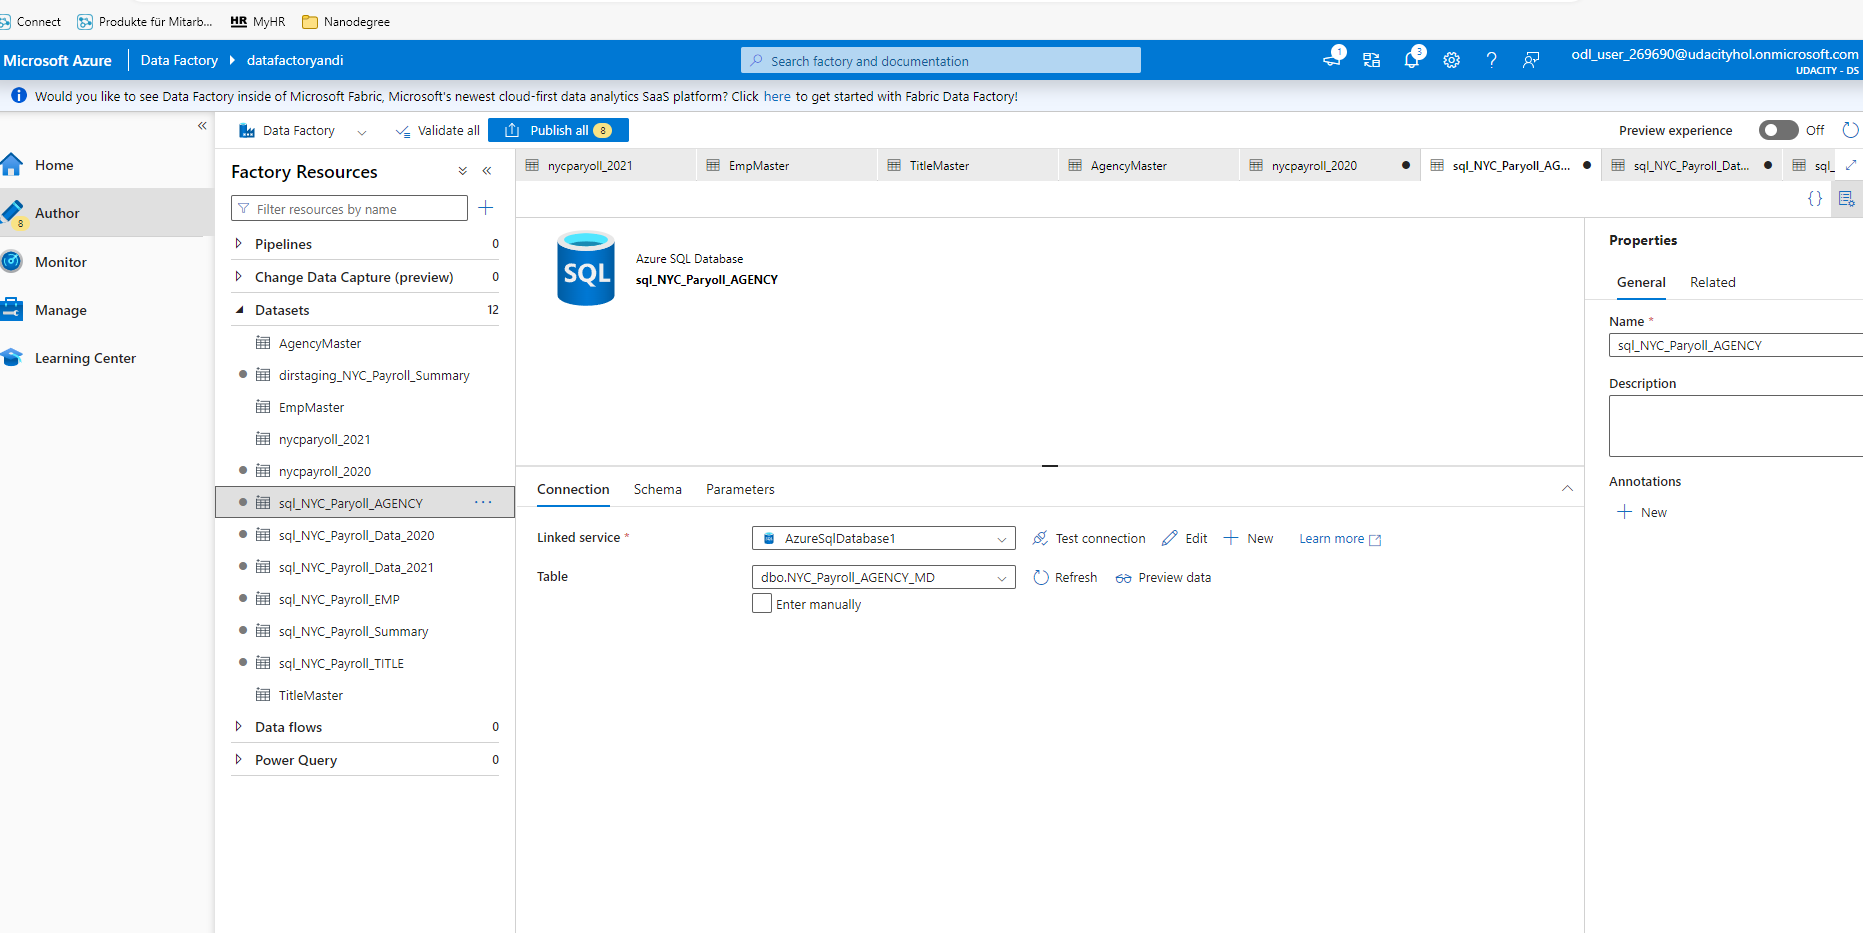 Connect
Produkte für Mitarb...
HR MyHR
Nanodegree
Microsoft Azure
Data Factory
datafactoryandi
Search factory and documentation
1
3
odl_user_269690@udacityhol.onmicrosoft.com
UDACITY - DS
Would you like to see Data Factory inside of Microsoft Fabric, Microsoft's newest cloud-first data analytics SaaS platform? Click here to get started with Fabric Data Factory!
Home
Author
8
Monitor
Manage
Learning Center
Data Factory
Validate all
Publish all 8
Preview experience
Off
Factory Resources
Filter resources by name
Pipelines 0
Change Data Capture (preview) 0
Datasets 12
AgencyMaster
dirstaging_NYC_Payroll_Summary
EmpMaster
nycparyoll_2021
nycpayroll_2020
sql_NYC_Paryoll_AGENCY ...
sql_NYC_Payroll_Data_2020
sql_NYC_Payroll_Data_2021
sql_NYC_Payroll_EMP
sql_NYC_Payroll_Summary
sql_NYC_Payroll_TITLE
TitleMaster
Data flows 0
Power Query 0
nycparyoll_2021
EmpMaster
TitleMaster
AgencyMaster
nycpayroll_2020
sql_NYC_Paryoll_AG...
sql_NYC_Payroll_Dat...
sql_
{}
SQL
Azure SQL Database
sql_NYC_Paryoll_AGENCY
Connection
Schema
Parameters
Linked service *
AzureSqlDatabase1
Test connection
Edit
New
Learn more
Table
dbo.NYC_Payroll_AGENCY_MD
Refresh
Preview data
Enter manually
Properties
General
Related
Name *
sql_NYC_Paryoll_AGENCY
Description
Annotations
New